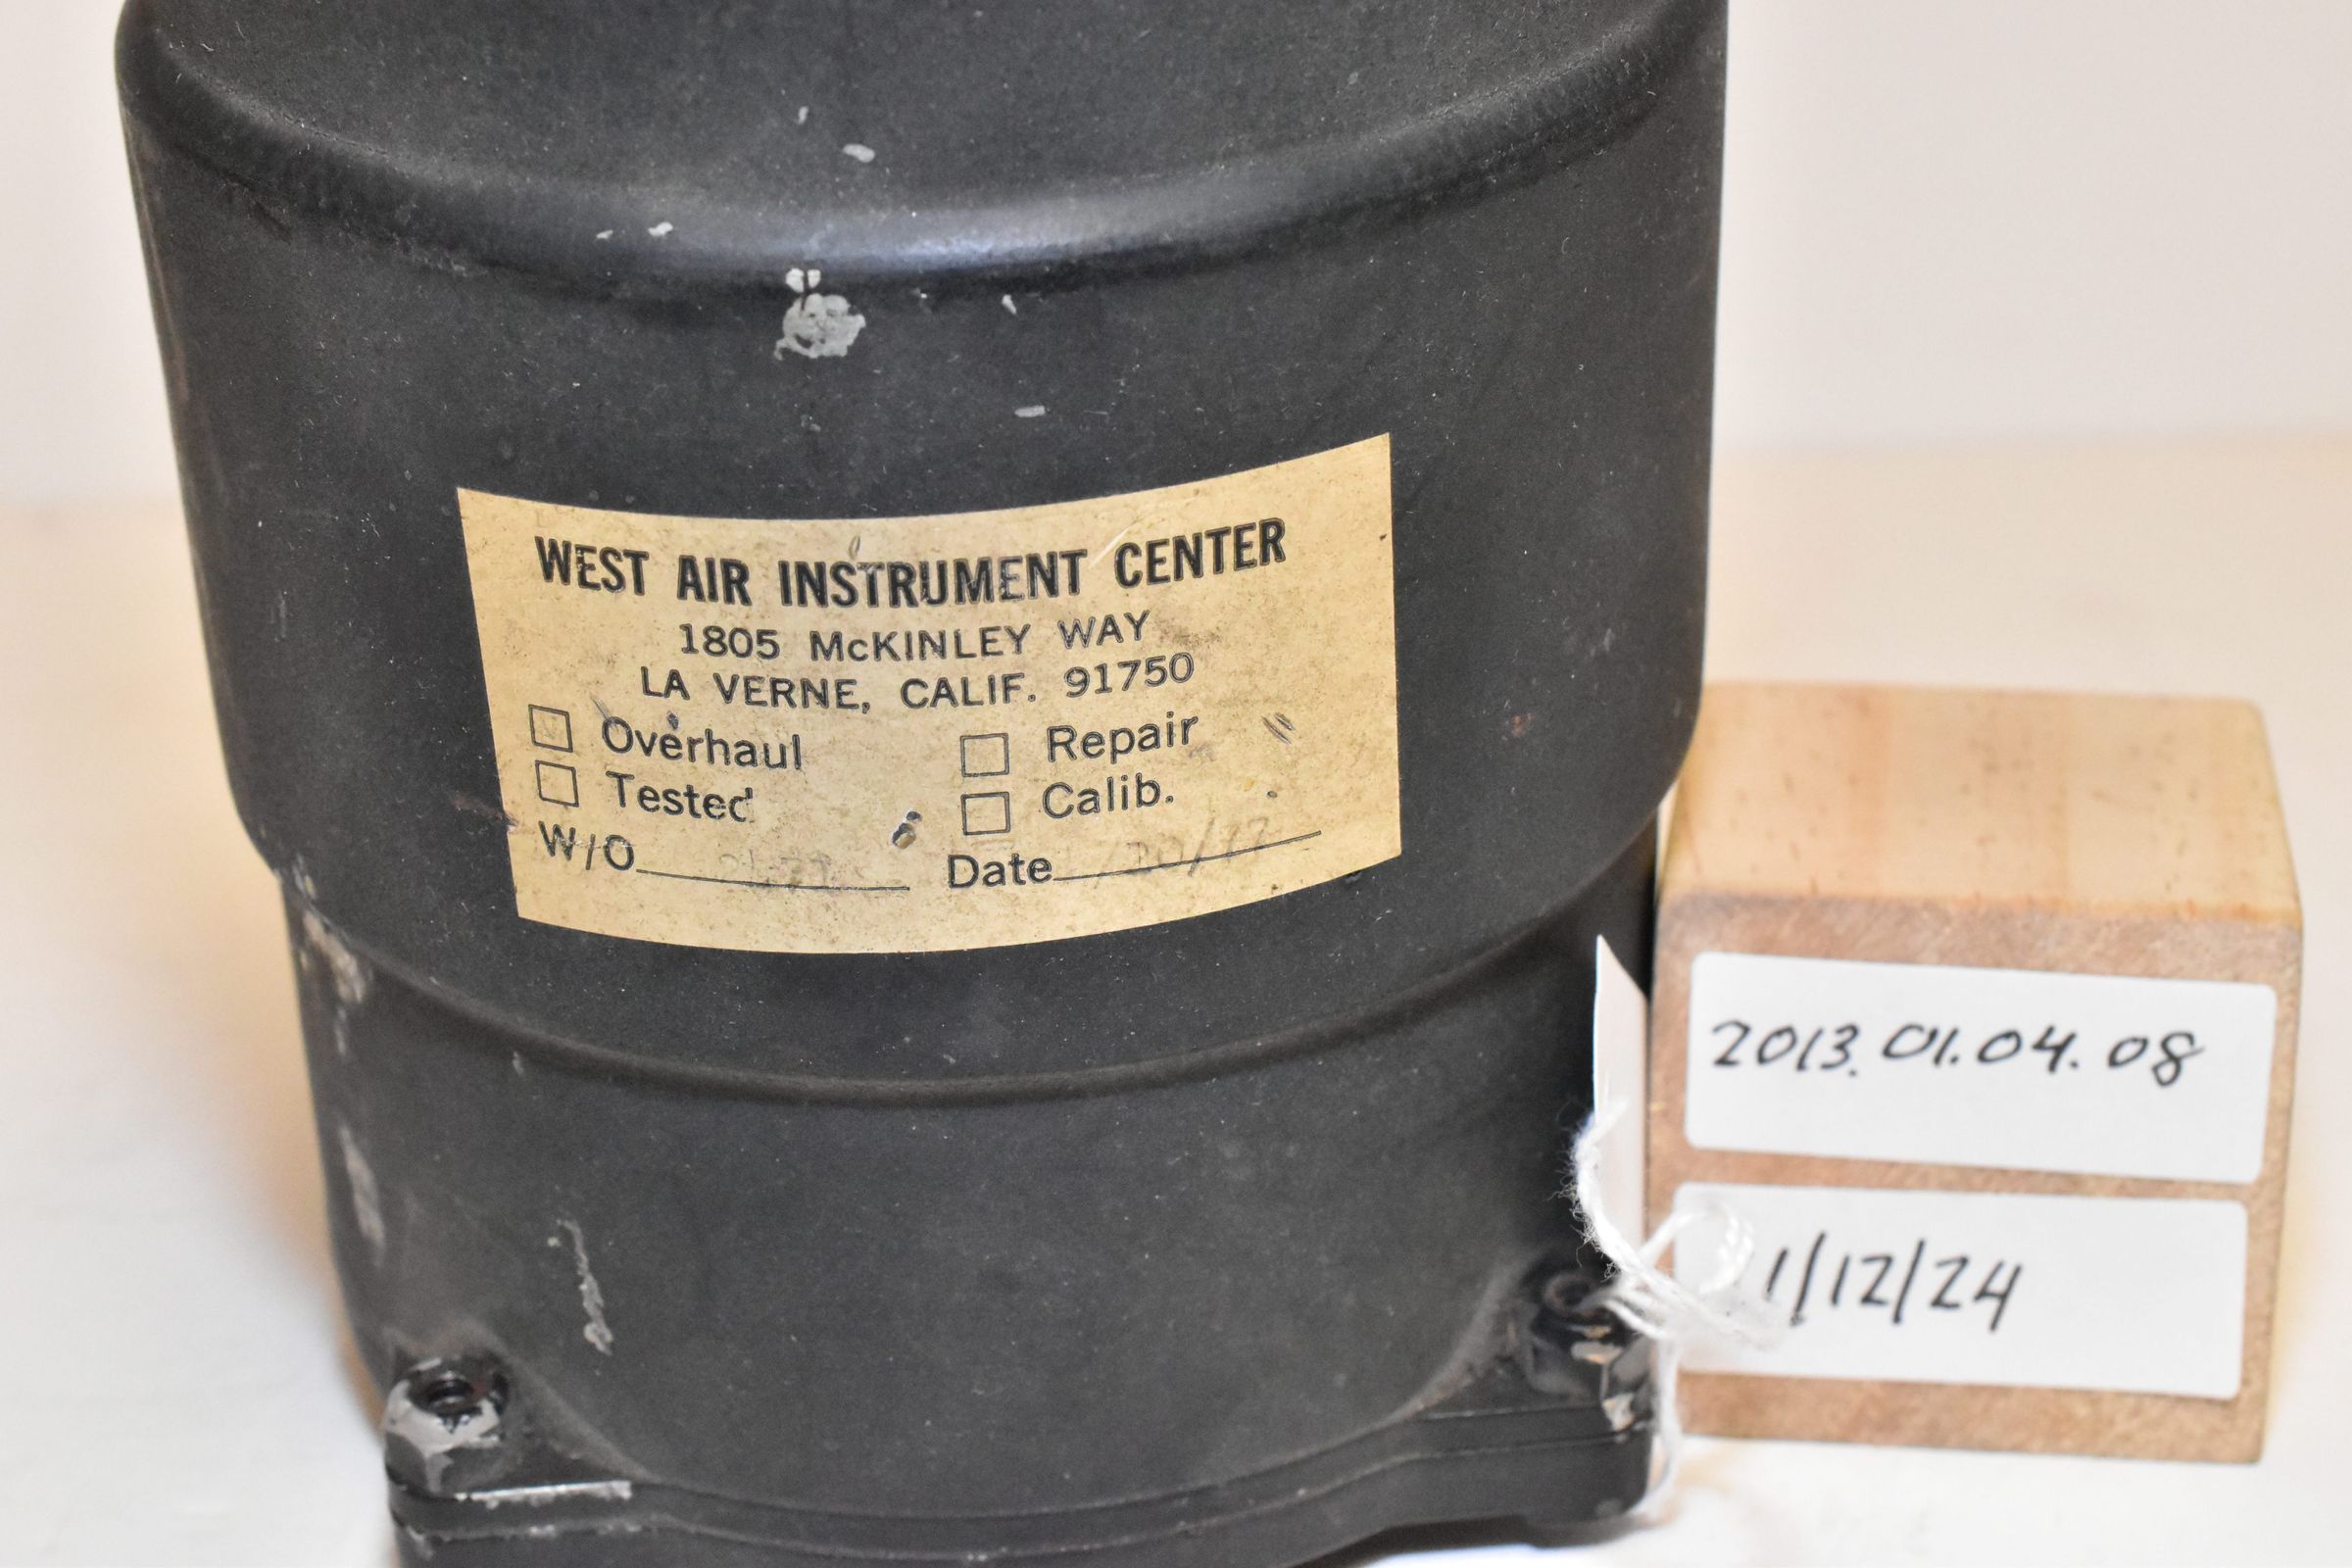 WEST AIR INSTRUMENT CENTER
1805 McKINLEY WAY
LA VERNE, CALIF. 91750
Overhaul Repair
Tested Calib.
W/O Date
2013.01.04.08
1/12/24